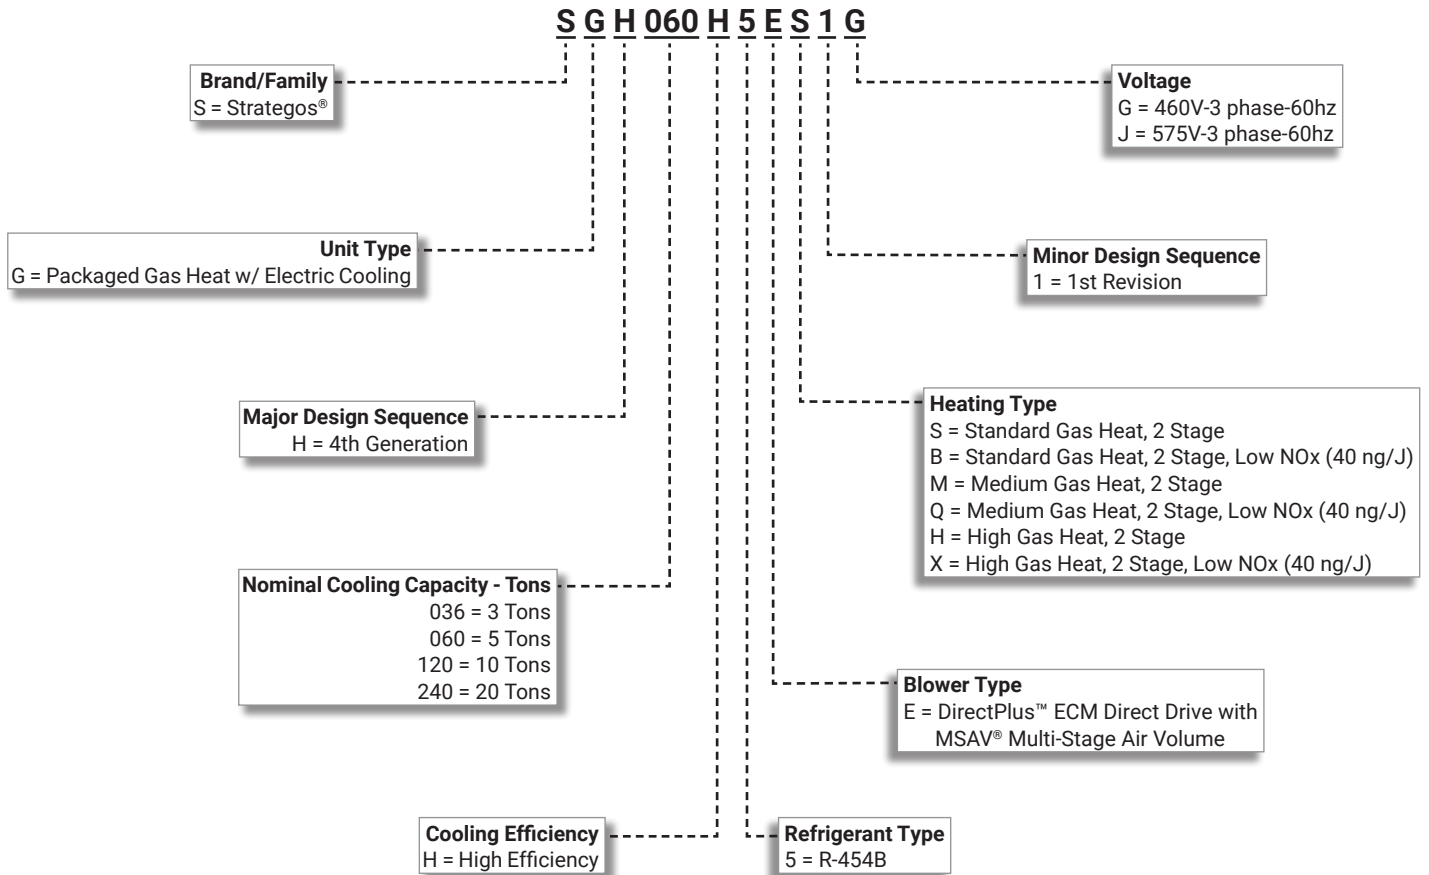 S G H 060 H 5 E S 1 G
Brand/Family
S = Strategos®
Voltage
G = 460V-3 phase-60hz
J = 575V-3 phase-60hz
Unit Type
G = Packaged Gas Heat w/ Electric Cooling
Minor Design Sequence
1 = 1st Revision
Major Design Sequence
H = 4th Generation
Heating Type
S = Standard Gas Heat, 2 Stage
B = Standard Gas Heat, 2 Stage, Low NOx (40 ng/J)
M = Medium Gas Heat, 2 Stage
Q = Medium Gas Heat, 2 Stage, Low NOx (40 ng/J)
H = High Gas Heat, 2 Stage
X = High Gas Heat, 2 Stage, Low NOx (40 ng/J)
Nominal Cooling Capacity - Tons
036 = 3 Tons
060 = 5 Tons
120 = 10 Tons
240 = 20 Tons
Blower Type
E = DirectPlus™ ECM Direct Drive with
MSAV® Multi-Stage Air Volume
Cooling Efficiency
H = High Efficiency
Refrigerant Type
5 = R-454B